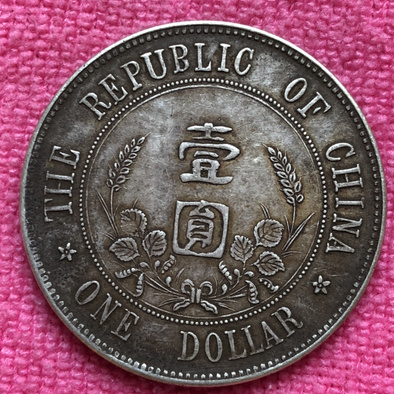 THE REPUBLIC OF CHINA
壹
圓
ONE DOLLAR